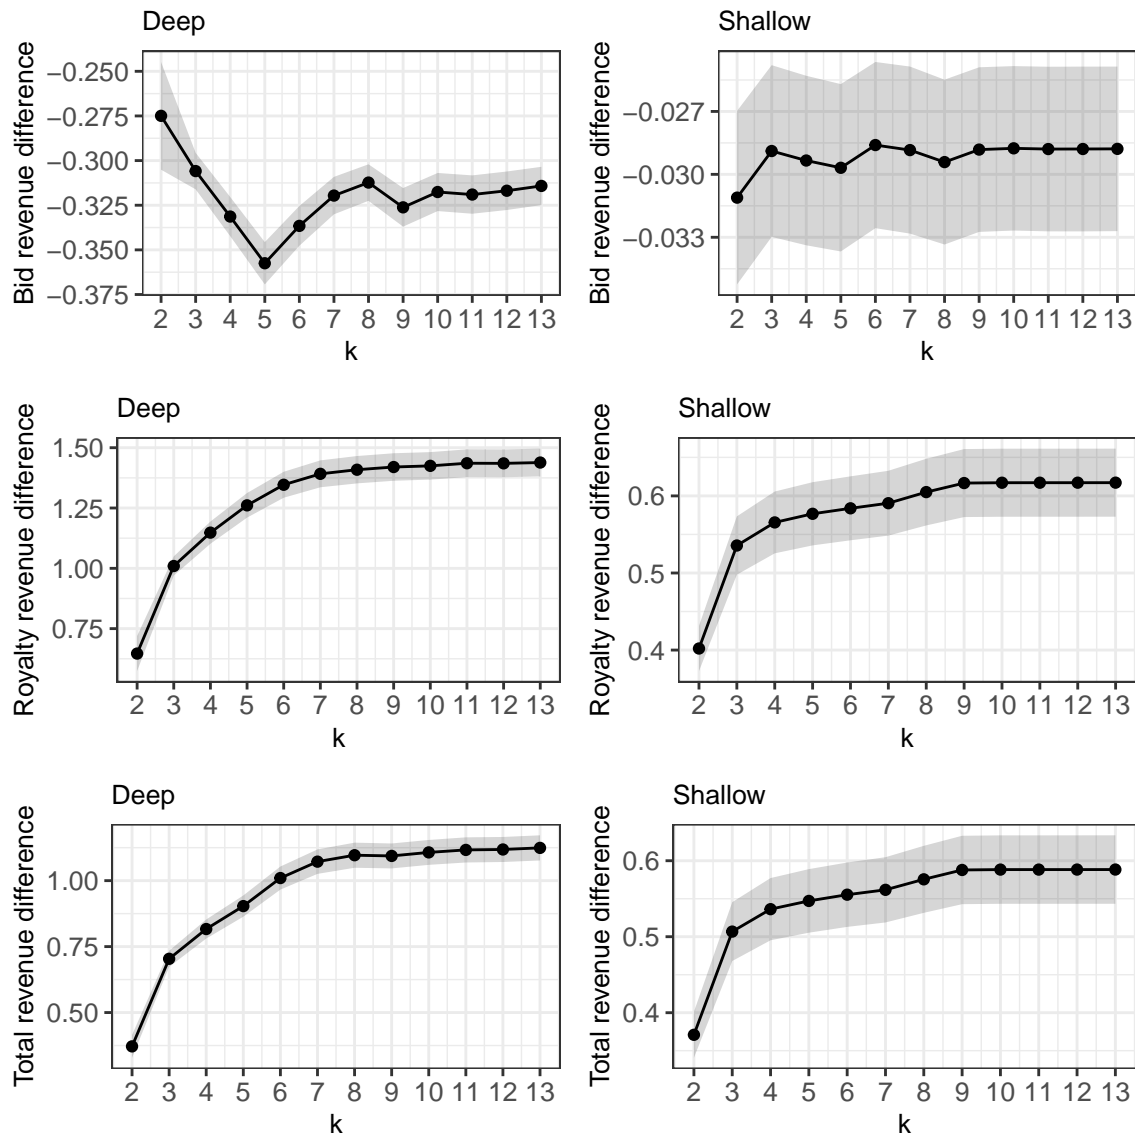 Deep
Bid revenue difference
−0.250
−0.275
−0.300
−0.325
−0.350
−0.375
2 3 4 5 6 7 8 9 10 11 12 13
k
Shallow
Bid revenue difference
−0.027
−0.030
−0.033
2 3 4 5 6 7 8 9 10 11 12 13
k
Deep
Royalty revenue difference
1.50
1.25
1.00
0.75
2 3 4 5 6 7 8 9 10 11 12 13
k
Shallow
Royalty revenue difference
0.6
0.5
0.4
2 3 4 5 6 7 8 9 10 11 12 13
k
Deep
Total revenue difference
1.00
0.75
0.50
2 3 4 5 6 7 8 9 10 11 12 13
k
Shallow
Total revenue difference
0.6
0.5
0.4
2 3 4 5 6 7 8 9 10 11 12 13
k